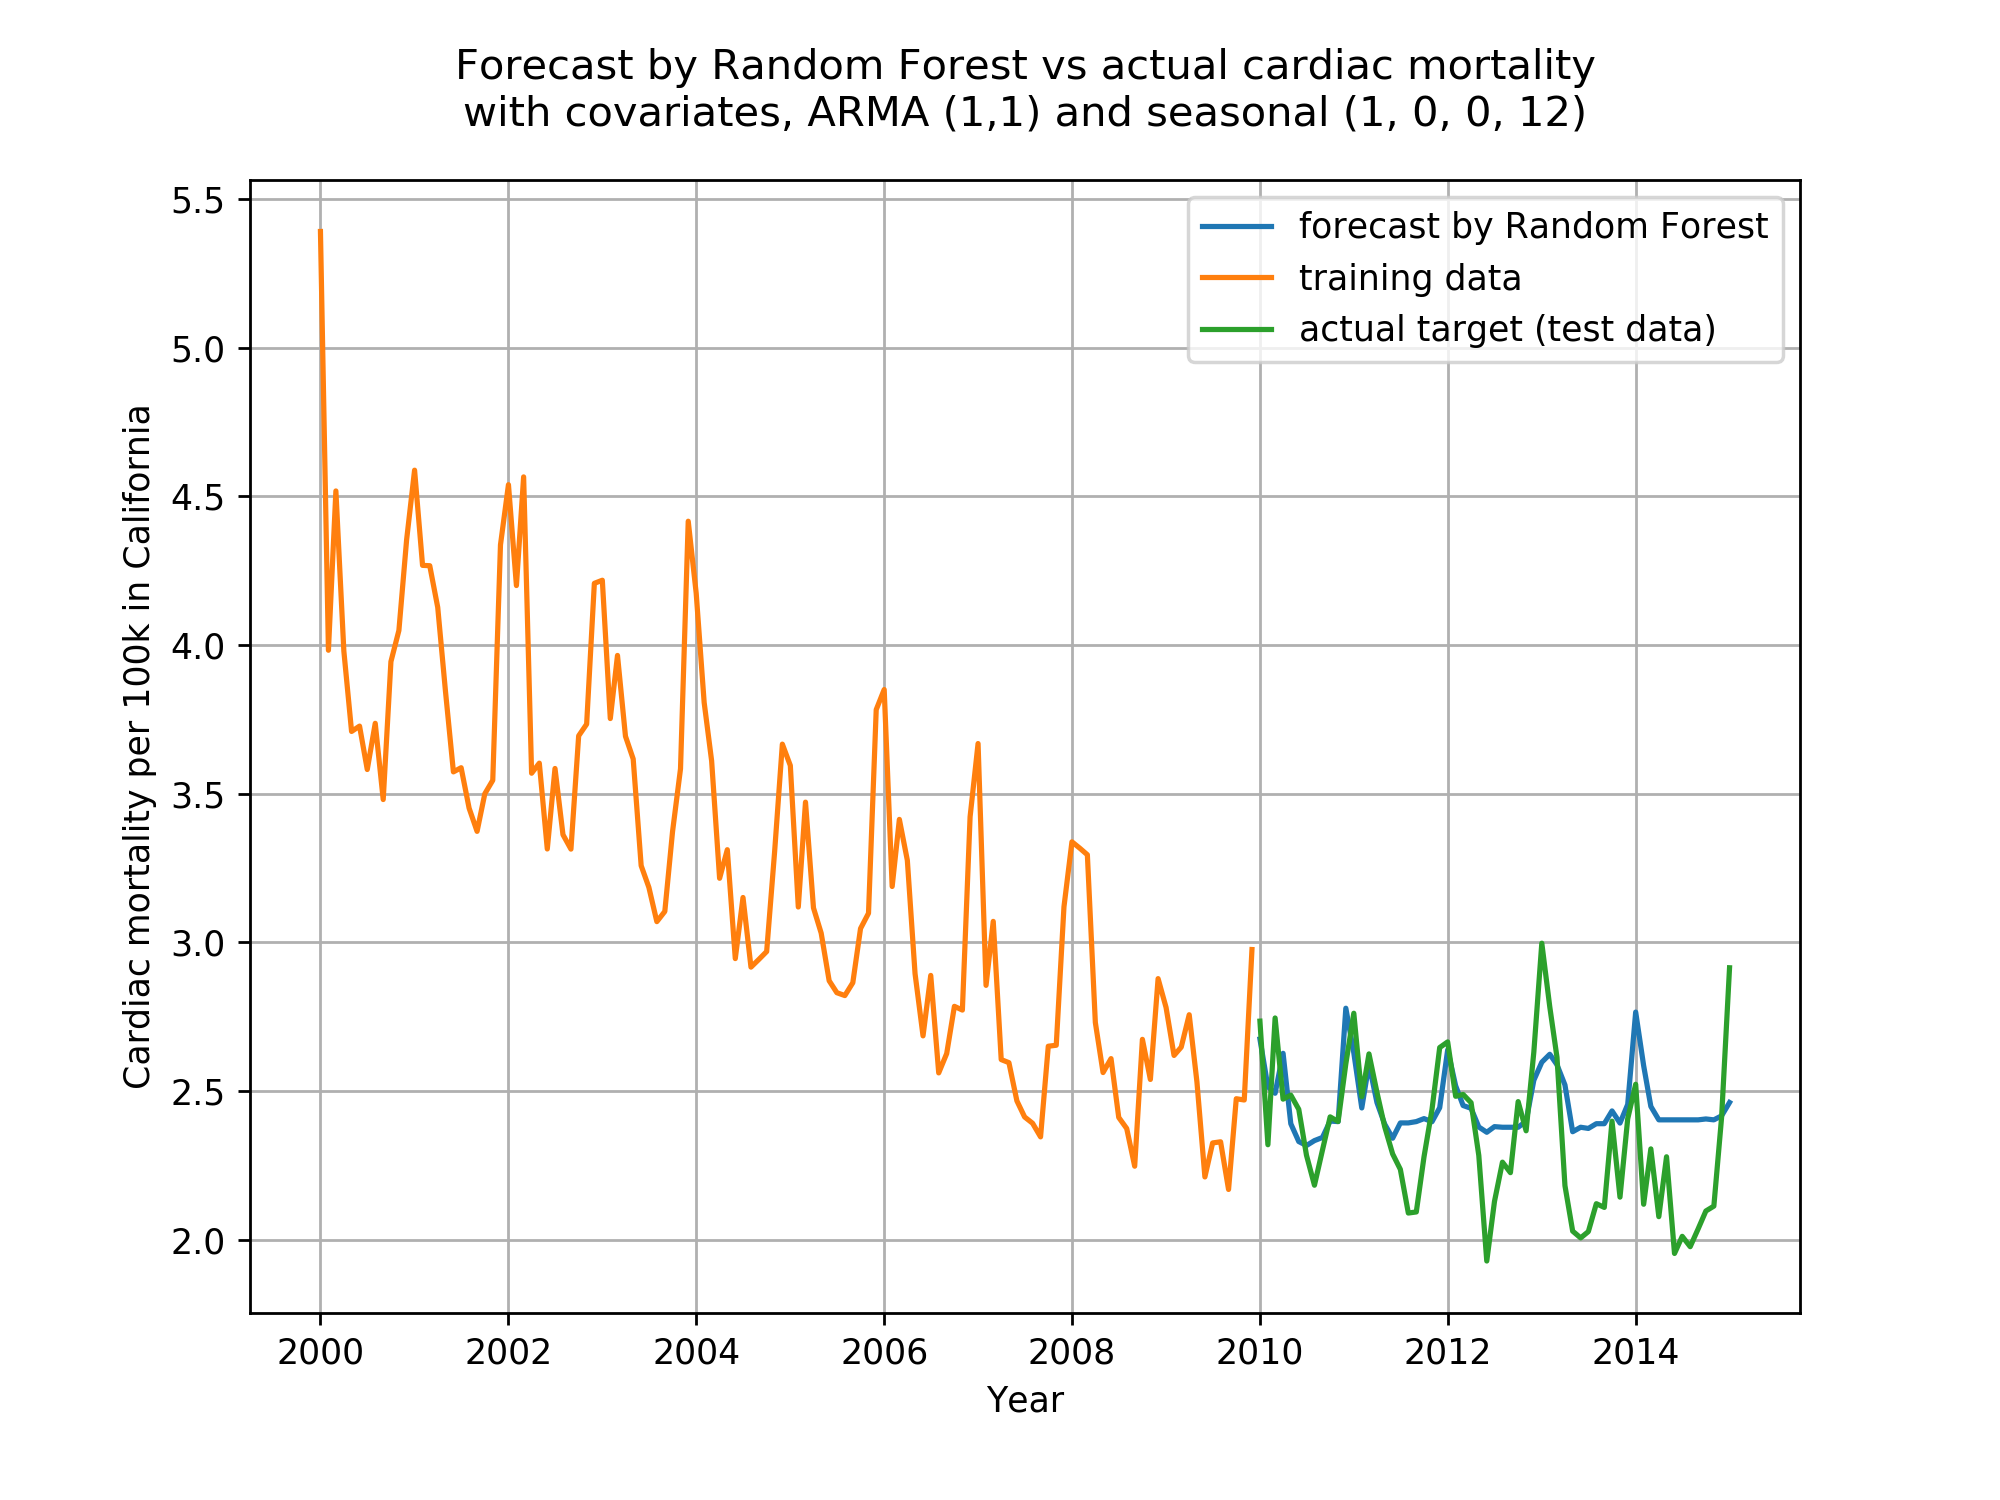 Forecast by Random Forest vs actual cardiac mortality
with covariates, ARMA (1,1) and seasonal (1, 0, 0, 12)
forecast by Random Forest
training data
actual target (test data)
Cardiac mortality per 100k in California
5.5
5.0
4.5
4.0
3.5
3.0
2.5
2.0
2000 2002 2004 2006 2008 2010 2012 2014
Year